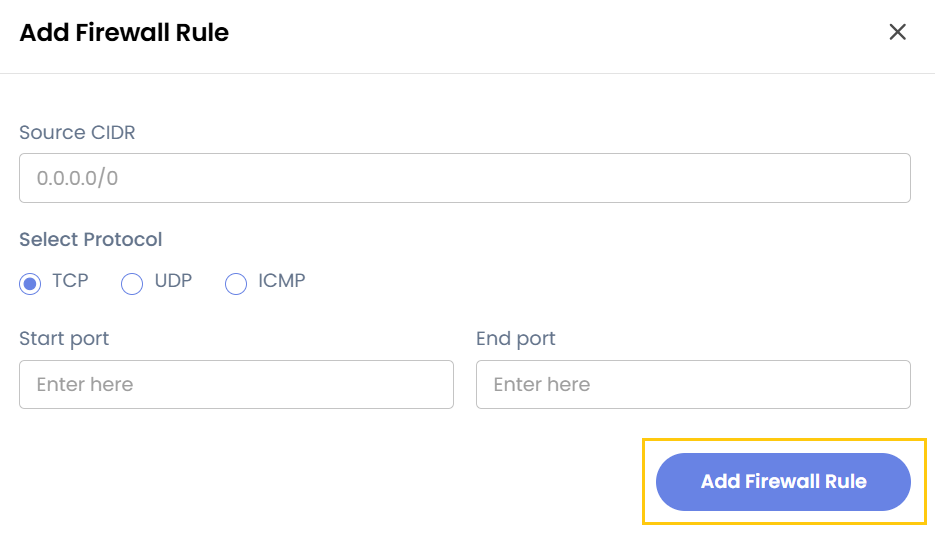 Add Firewall Rule
Source CIDR
0.0.0.0/0
Select Protocol
TCP UDP ICMP
Start port End port
Enter here Enter here
Add Firewall Rule